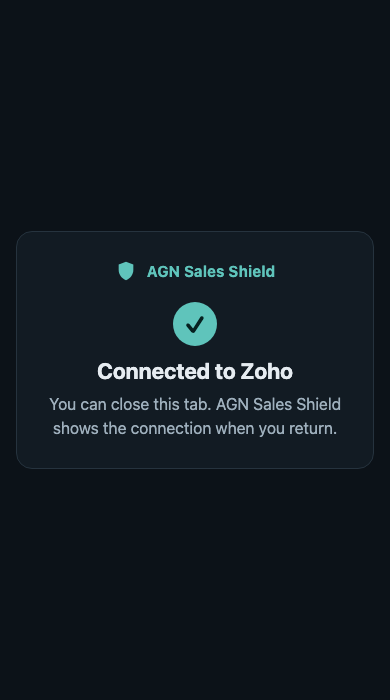 AGN Sales Shield
Connected to Zoho
You can close this tab. AGN Sales Shield
shows the connection when you return.